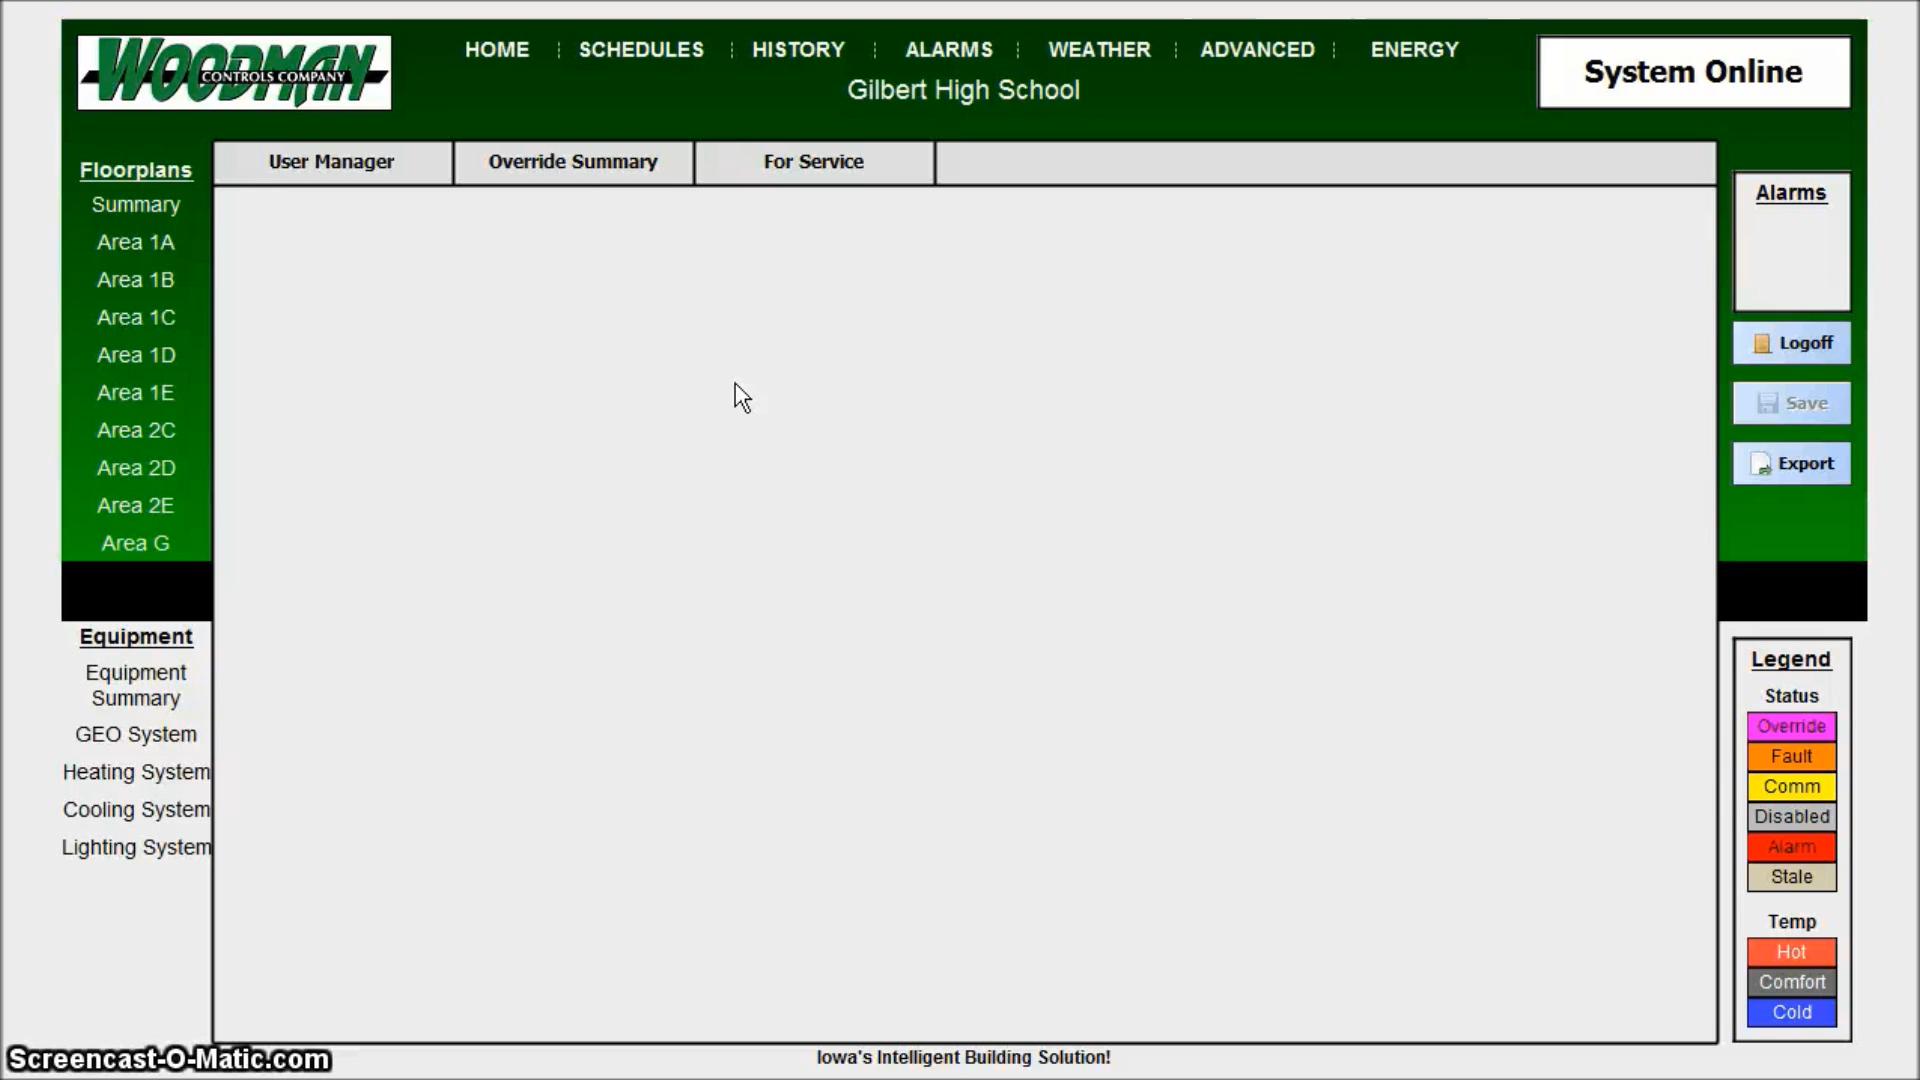 WOODMAN
CONTROLS COMPANY
HOME SCHEDULES HISTORY ALARMS WEATHER ADVANCED ENERGY
Gilbert High School
System Online
User Manager Override Summary For Service
Floorplans
Summary
Area 1A
Area 1B
Area 1C
Area 1D
Area 1E
Area 2C
Area 2D
Area 2E
Area G
Equipment
Equipment
Summary
GEO System
Heating System
Cooling System
Lighting System
Alarms
Logoff
Save
Export
Legend
Status
Override
Fault
Comm
Disabled
Alarm
Stale
Temp
Hot
Comfort
Cold
Iowa's Intelligent Building Solution!
Screencast-O-Matic.com